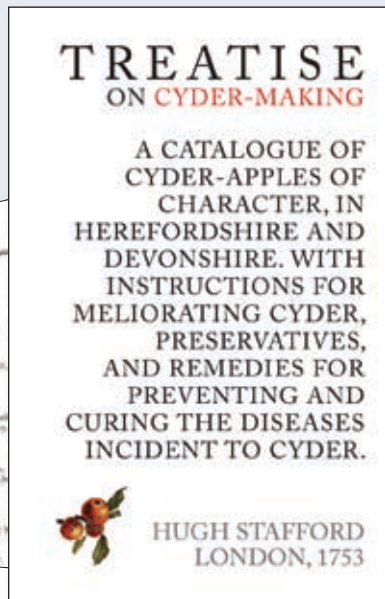 TREATISE
ON CYDER-MAKING
A CATALOGUE OF
CYDER-APPLES OF
CHARACTER, IN
HEREFORDSHIRE AND
DEVONSHIRE. WITH
INSTRUCTIONS FOR
MELIORATING CYDER,
PRESERVATIVES,
AND REMEDIES FOR
PREVENTING AND
CURING THE DISEASES
INCIDENT TO CYDER.
HUGH STAFFORD
LONDON, 1753